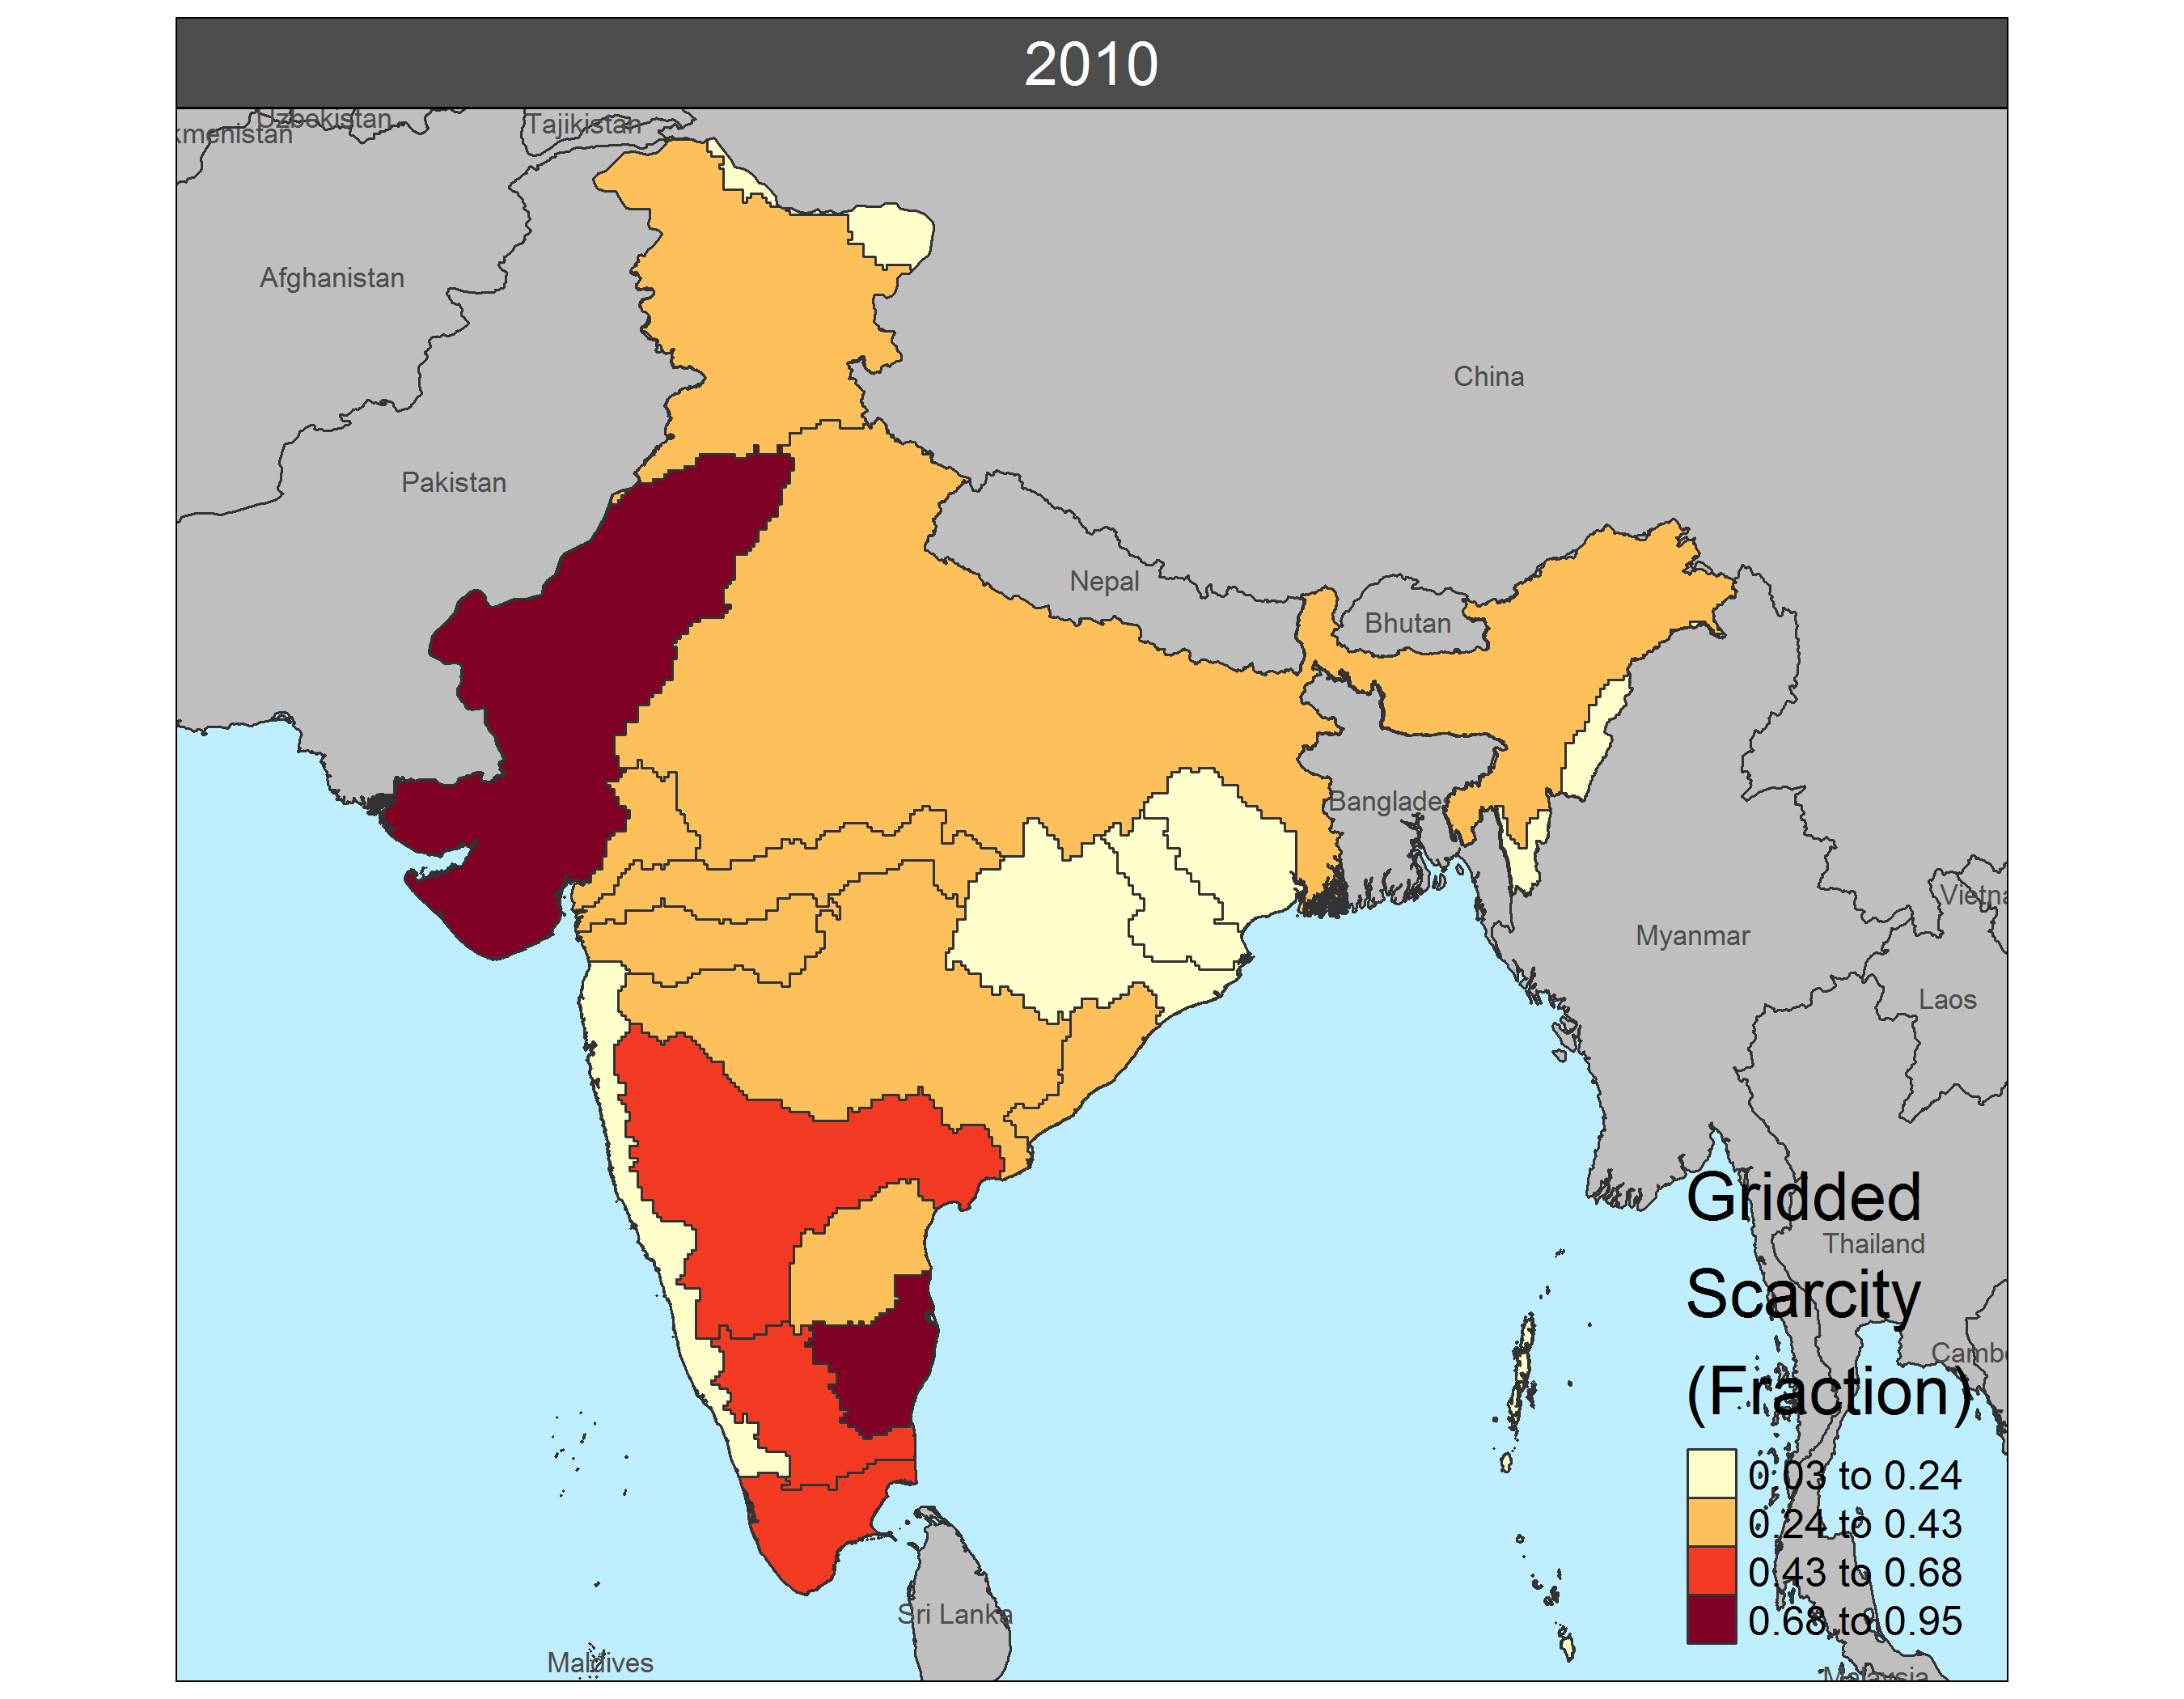 2010
Uzbekistan
kmenistan
Tajikistan
Afghanistan
China
Pakistan
Nepal
Bhutan
Banglades
Vietna
Myanmar
Laos
Gridded
Thailand
Scarcity
Cambo
(Fraction)
0.03 to 0.24
0.24 to 0.43
0.43 to 0.68
0.68 to 0.95
Sri Lanka
Maldives
Malaysia